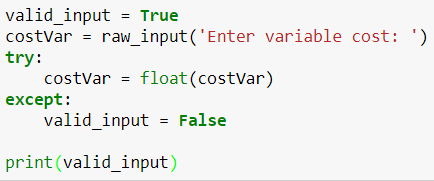 valid_input = True
costVar = raw_input('Enter variable cost: ')
try:
    costVar = float(costVar)
except:
    valid_input = False

print(valid_input)